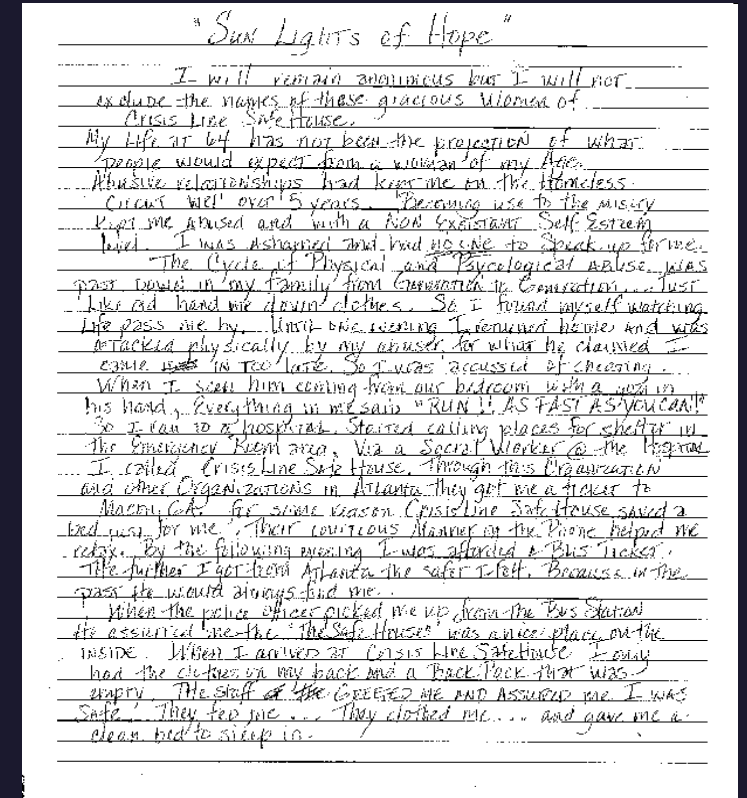 "Sun Lights of Hope"
I will remain anonimous but I will not
exclude the names of these gracious Women of
Crisis Line Safe House.
My Life at 64 has not been the projection of what
people would expect from a woman of my Age.
Abusive relationships had kept me on the Homeless
Circut well over 5 years. Becoming use to the misiry
kept me Abused and with a NON Existant Self-Estrem
level. I was Ashamed and had NO ONE to Speak up for me.
The Cycle of Physical and Psycological Abuse was
past down in my family from Generation to Generation... Just
like old hand me down clothes. So I found myself watching
life pass me by. Until one evening I returned home and was
attacked physically by my abuser, for what he claimed I
came IN TOO late. So I was accussed of cheating.
When I seen him coming from our bedroom with a gun in
his hand, Everything in me said "RUN!! AS FAST AS YOU CAN!!"
So I ran to a hospital. Started calling places for shelter in
the Emergency Room area. Via a Social Worker @ the Hospital
I called Crisis Line Safe House. Through this Organization
and other Organizations in Atlanta they got me a ticket to
Macon, GA. For some reason Crisis Line Safe House saved a
bed just for me. Their courtious Manner on the Phone helped me
relax. By the following evening I was afforded a Bus Ticket.
The further I got from Atlanta the safer I felt. Because in the
past He would always find me.
When the police officer picked me up from the Bus Station
He assurred me the "The Safe Houses" was a nice place on the
INSIDE. When I arrived at Crisis Line Safe House I only
had the clothes on my back and a Back Pack that was
empty. The staff GREETED ME AND ASSURED me I was
Safe! They fed me... They clothed me... and gave me a
clean bed to sleep in.